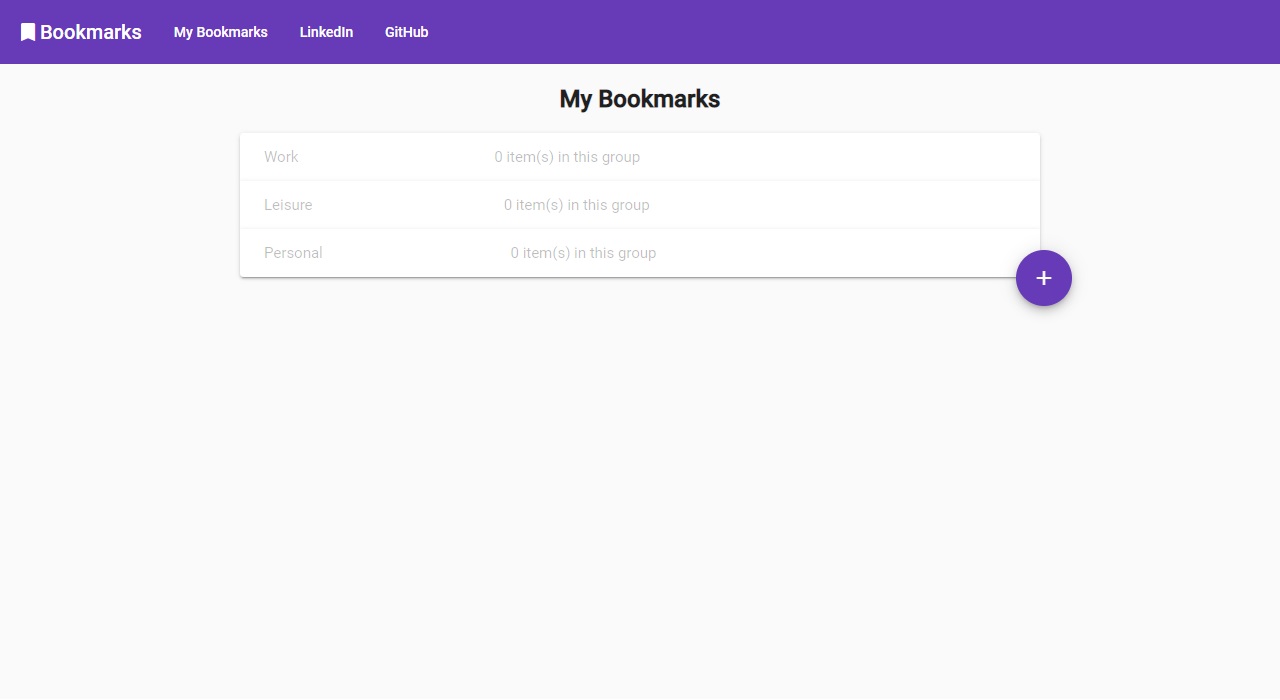 Bookmarks My Bookmarks LinkedIn GitHub
My Bookmarks
Work 0 item(s) in this group
Leisure 0 item(s) in this group
Personal 0 item(s) in this group
+